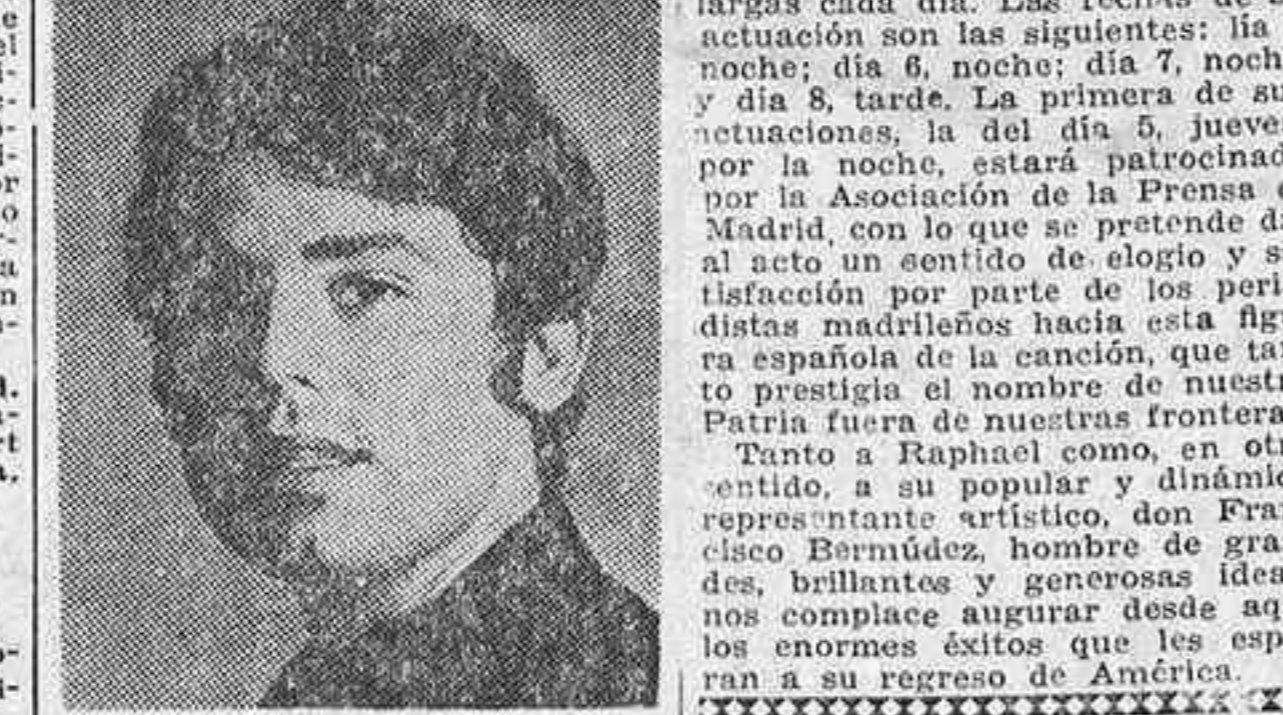 e
el
i-
e-
o-
i-
or
o
r-
a
n
a-
a.
a-
rt
a.
o-
i-
largas cada día. Las fechas de
actuación son las siguientes: lía
noche; día 6, noche; día 7, noch
y día 8, tarde. La primera de su
actuaciones, la del día 5, jueve
por la noche, estará patrocinad
por la Asociación de la Prensa
Madrid, con lo que se pretende d
al acto un sentido de elogio y s
tisfacción por parte de los peri
distas madrileños hacia esta fig
ra española de la canción, que ta
to prestigia el nombre de nuestr
Patria fuera de nuestras frontera
Tanto a Raphael como, en otr
sentido, a su popular y dinámic
representante artístico, don Fra
cisco Bermúdez, hombre de gra
des, brillantes y generosas idea
nos complace augurar desde aq
los enormes éxitos que les esp
ran a su regreso de América.